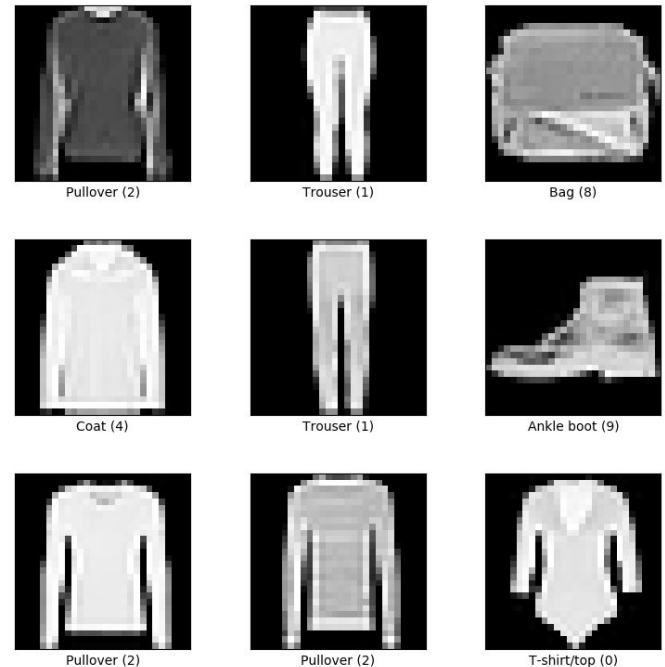 Pullover (2)
Trouser (1)
Bag (8)
Coat (4)
Trouser (1)
Ankle boot (9)
Pullover (2)
Pullover (2)
T-shirt/top (0)